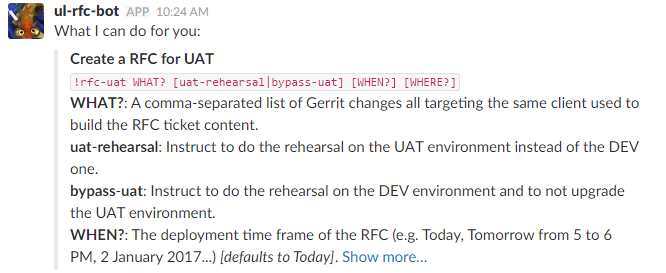 ul-rfc-bot APP 10:24 AM
What I can do for you:
Create a RFC for UAT
!rfc-uat WHAT? [uat-rehearsal|bypass-uat] [WHEN?] [WHERE?]
WHAT?: A comma-separated list of Gerrit changes all targeting the same client used to
build the RFC ticket content.
uat-rehearsal: Instruct to do the rehearsal on the UAT environment instead of the DEV
one.
bypass-uat: Instruct to do the rehearsal on the DEV environment and to not upgrade
the UAT environment.
WHEN?: The deployment time frame of the RFC (e.g. Today, Tomorrow from 5 to 6
PM, 2 January 2017...) [defaults to Today]. Show more...